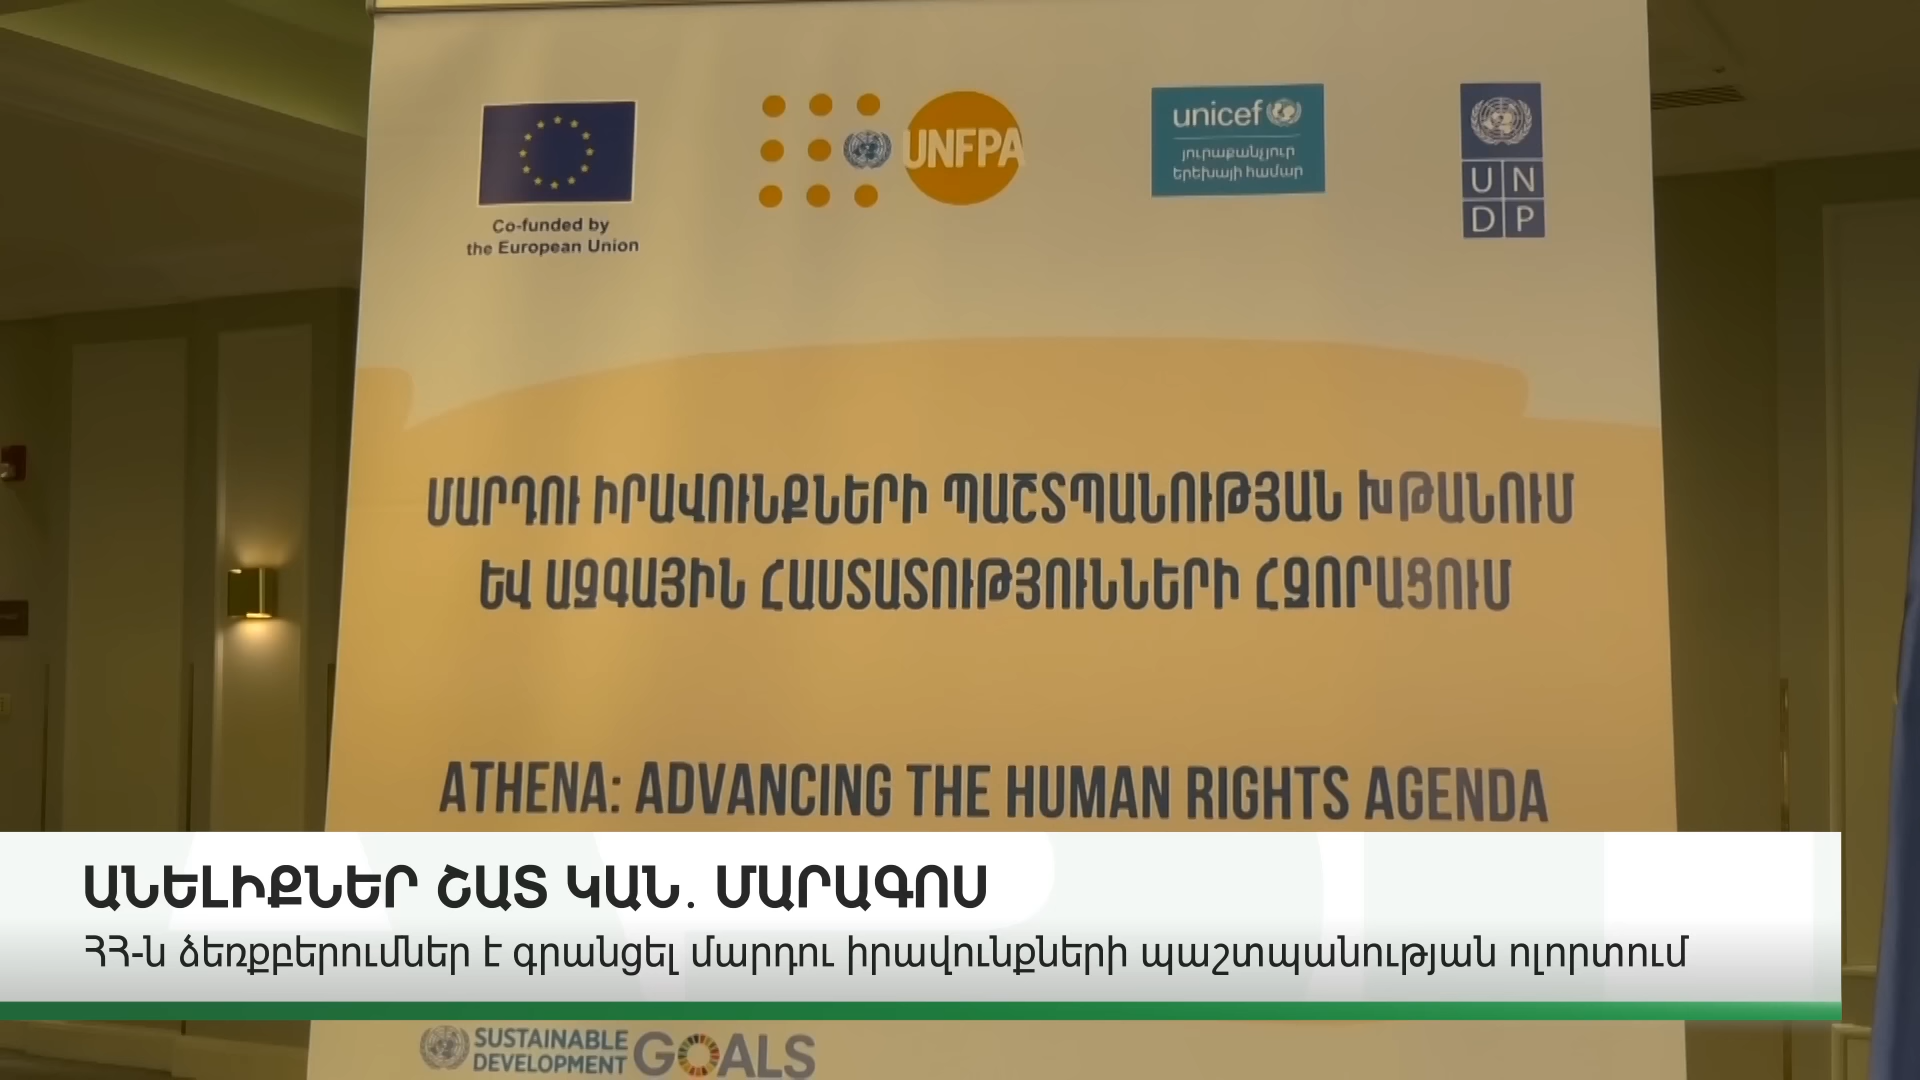 Co-funded by
the European Union
UNFPA
unicef
յուրաքանչյուր
երեխայի համար
UN
DP
ՄԱՐԴՈՒ ԻՐԱՎՈՒՆՔՆԵՐԻ ՊԱՇՏՊԱՆՈՒԹՅԱՆ ԽԹԱՆՈՒՄ
ԵՎ ԱԶԳԱՅԻՆ ՀԱՍՏԱՏՈՒԹՅՈՒՆՆԵՐԻ ՀԶՈՐԱՑՈՒՄ
ATHENA: ADVANCING THE HUMAN RIGHTS AGENDA
ԱՆԵԼԻՔՆԵՐ ՇԱՏ ԿԱՆ. ՄԱՐԱԳՈՍ
ՀՀ-ն ձեռքբերումներ է գրանցել մարդու իրավունքների պաշտպանության ոլորտում
SUSTAINABLE
DEVELOPMENT
GOALS